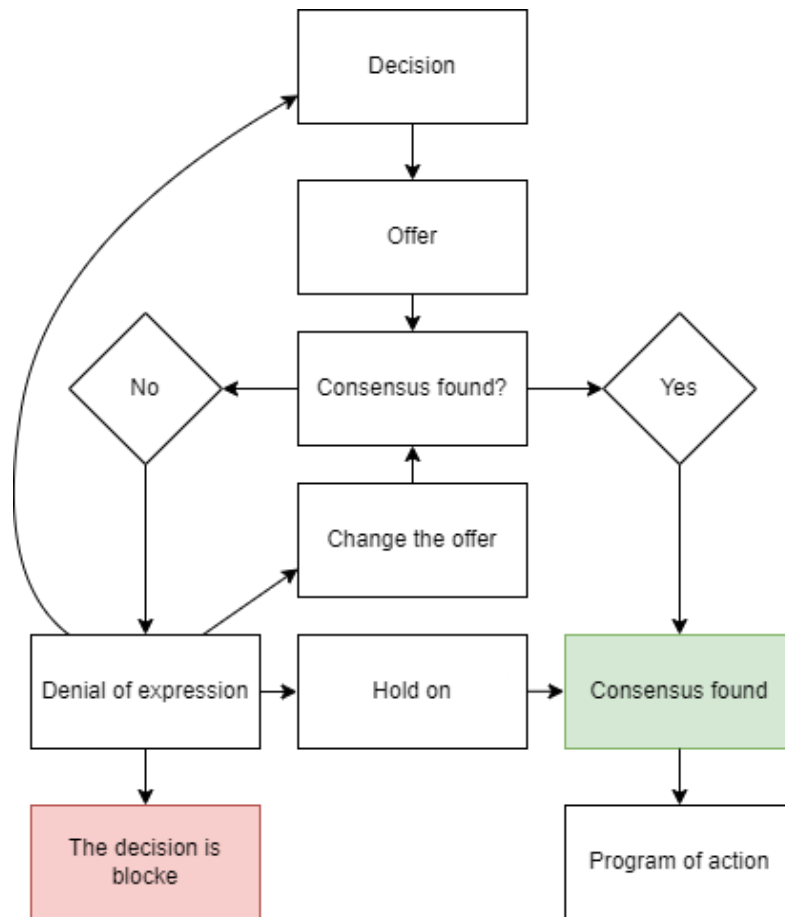 Decision
Offer
No
Consensus found?
Yes
Change the offer
Denial of expression
Hold on
Consensus found
The decision is
blocke
Program of action